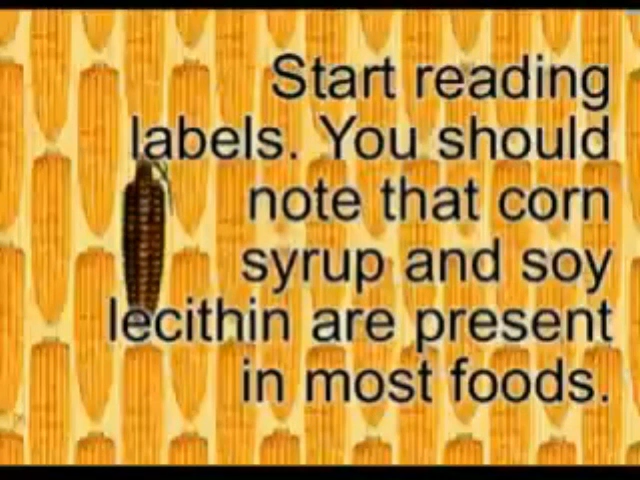 Start reading
labels. You should
note that corn
syrup and soy
lecithin are present
in most foods.